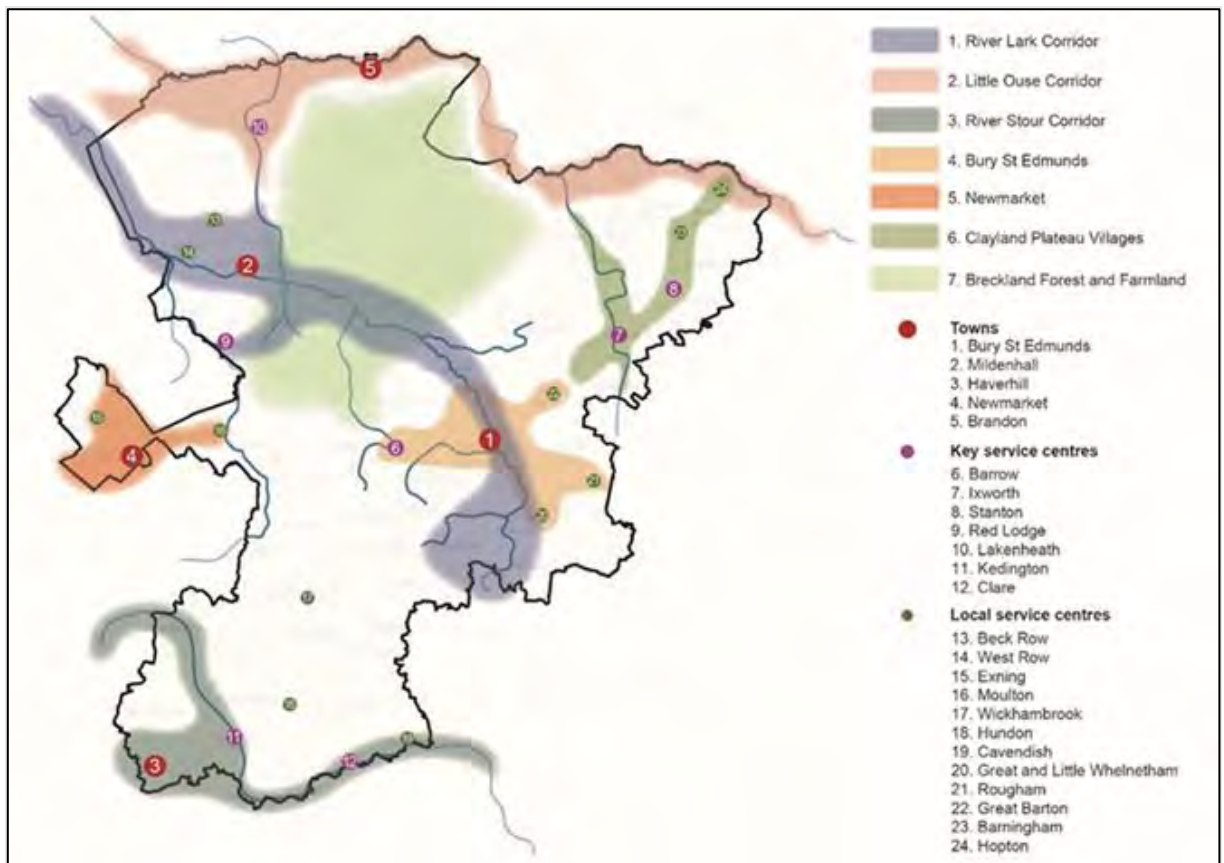 1. River Lark Corridor
2. Little Ouse Corridor
3. River Stour Corridor
4. Bury St Edmunds
5. Newmarket
6. Clayland Plateau Villages
7. Breckland Forest and Farmland
Towns
1. Bury St Edmunds
2. Mildenhall
3. Haverhill
4. Newmarket
5. Brandon
Key service centres
6. Barrow
7. Ixworth
8. Stanton
9. Red Lodge
10. Lakenheath
11. Kedington
12. Clare
Local service centres
13. Beck Row
14. West Row
15. Exning
16. Moulton
17. Wickhambrook
18. Hundon
19. Cavendish
20. Great and Little Whelnetham
21. Rougham
22. Great Barton
23. Barningham
24. Hopton
5
10
2
9
8
7
4
6
1
11
12
3